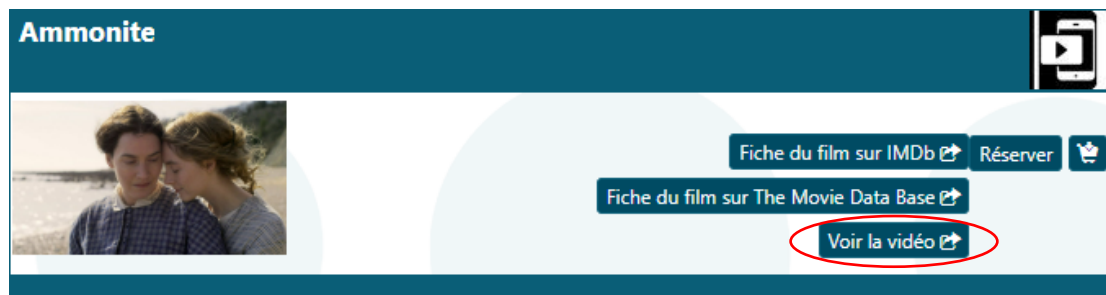 Ammonite
Fiche du film sur IMDb
Réserver
Fiche du film sur The Movie Data Base
Voir la vidéo